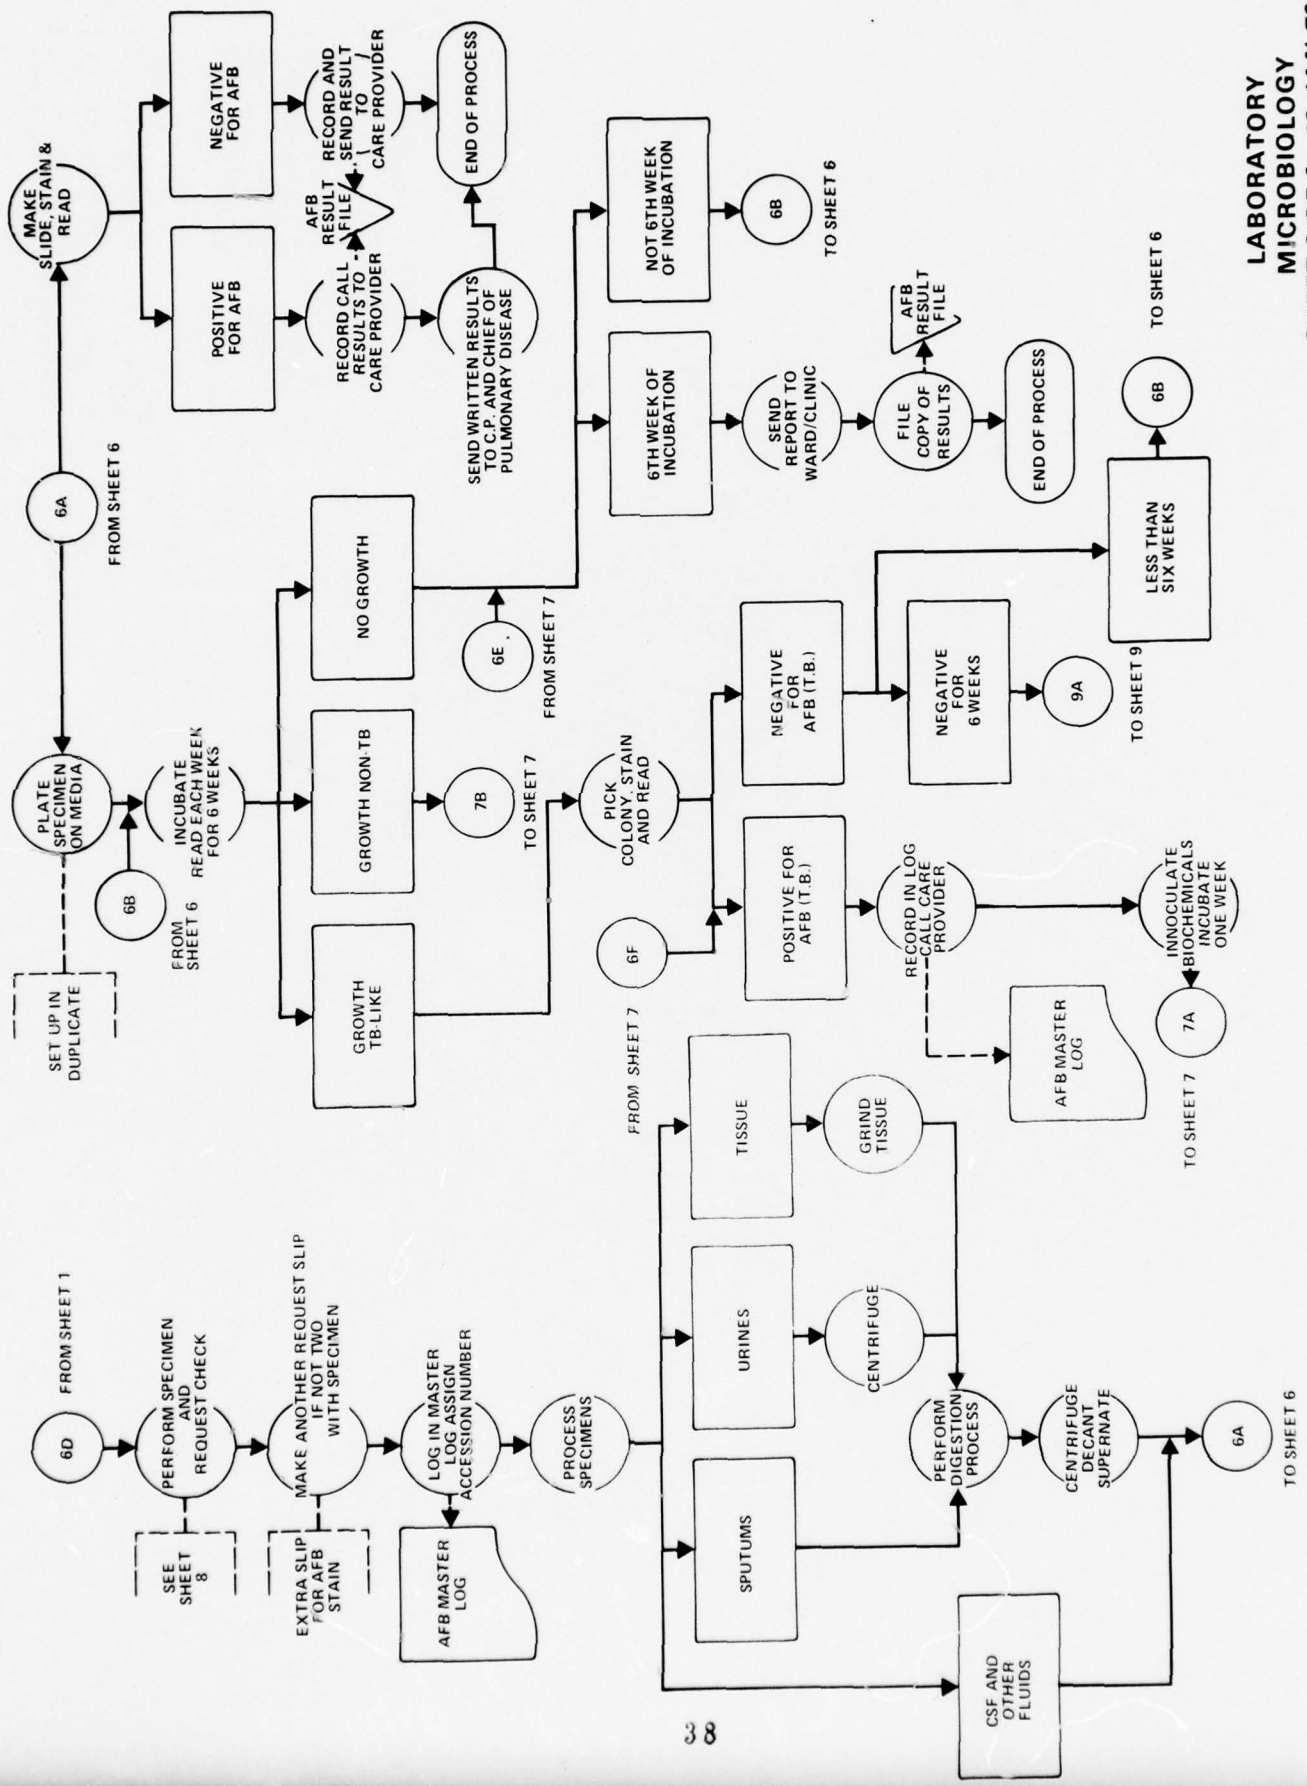 6D
FROM SHEET 1
PERFORM SPECIMEN
AND
REQUEST CHECK
SEE
SHEET
8
MAKE ANOTHER REQUEST SLIP
IF NOT TWO
WITH SPECIMEN
EXTRA SLIP
FOR AFB
STAIN
LOG IN MASTER
LOG ASSIGN
ACCESSION NUMBER
AFB MASTER
LOG
PROCESS
SPECIMENS
CSF AND
OTHER
FLUIDS
SPUTUMS
URINES
TISSUE
CENTRIFUGE
GRIND
TISSUE
PERFORM
DIGESTION
PROCESS
CENTRIFUGE
DECANT
SUPERNATE
6A
TO SHEET 6
6A
FROM SHEET 6
PLATE
SPECIMEN
ON MEDIA
SET UP IN
DUPLICATE
6B
FROM
SHEET 6
INCUBATE
READ EACH WEEK
FOR 6 WEEKS
GROWTH
TB-LIKE
GROWTH NON-TB
NO GROWTH
7B
TO SHEET 7
6E
FROM SHEET 7
PICK
COLONY, STAIN
AND READ
6F
FROM SHEET 7
POSITIVE FOR
AFB (T.B.)
NEGATIVE
FOR
AFB (T.B.)
RECORD IN LOG
CALL CARE
PROVIDER
AFB MASTER
LOG
INNOCULATE
BIOCHEMICALS
INCUBATE
ONE WEEK
7A
TO SHEET 7
NEGATIVE
FOR
6 WEEKS
9A
TO SHEET 9
LESS THAN
SIX WEEKS
6B
TO SHEET 6
MAKE
SLIDE, STAIN &
READ
POSITIVE
FOR AFB
NEGATIVE
FOR AFB
RECORD CALL
RESULTS TO
CARE PROVIDER
AFB
RESULT
FILE
RECORD AND
SEND RESULT
TO
CARE PROVIDER
SEND WRITTEN RESULTS
TO C.P. AND CHIEF OF
PULMONARY DISEASE
END OF PROCESS
6TH WEEK OF
INCUBATION
NOT 6TH WEEK
OF INCUBATION
6B
TO SHEET 6
SEND
REPORT TO
WARD/CLINIC
FILE
COPY OF
RESULTS
AFB
RESULT
FILE
END OF PROCESS
LABORATORY
MICROBIOLOGY
38